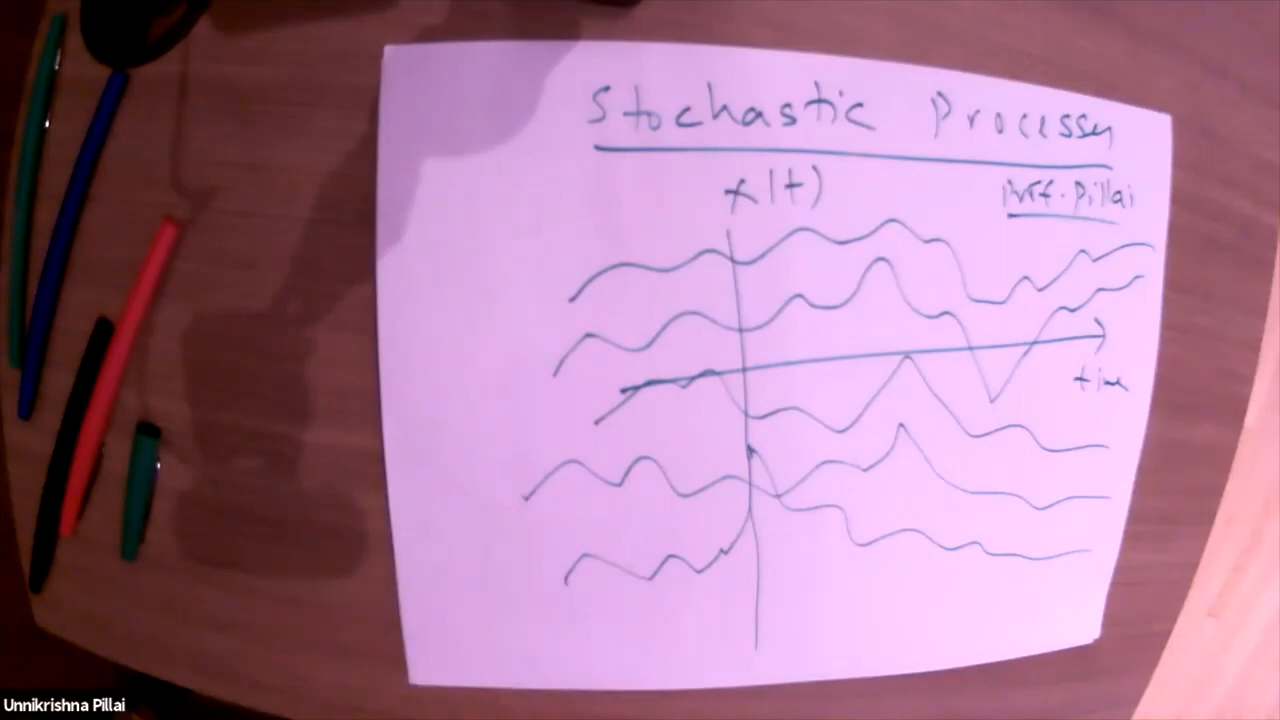 Stochastic Processes
x(t)
Prof. Pillai
time
Unnikrishna Pillai